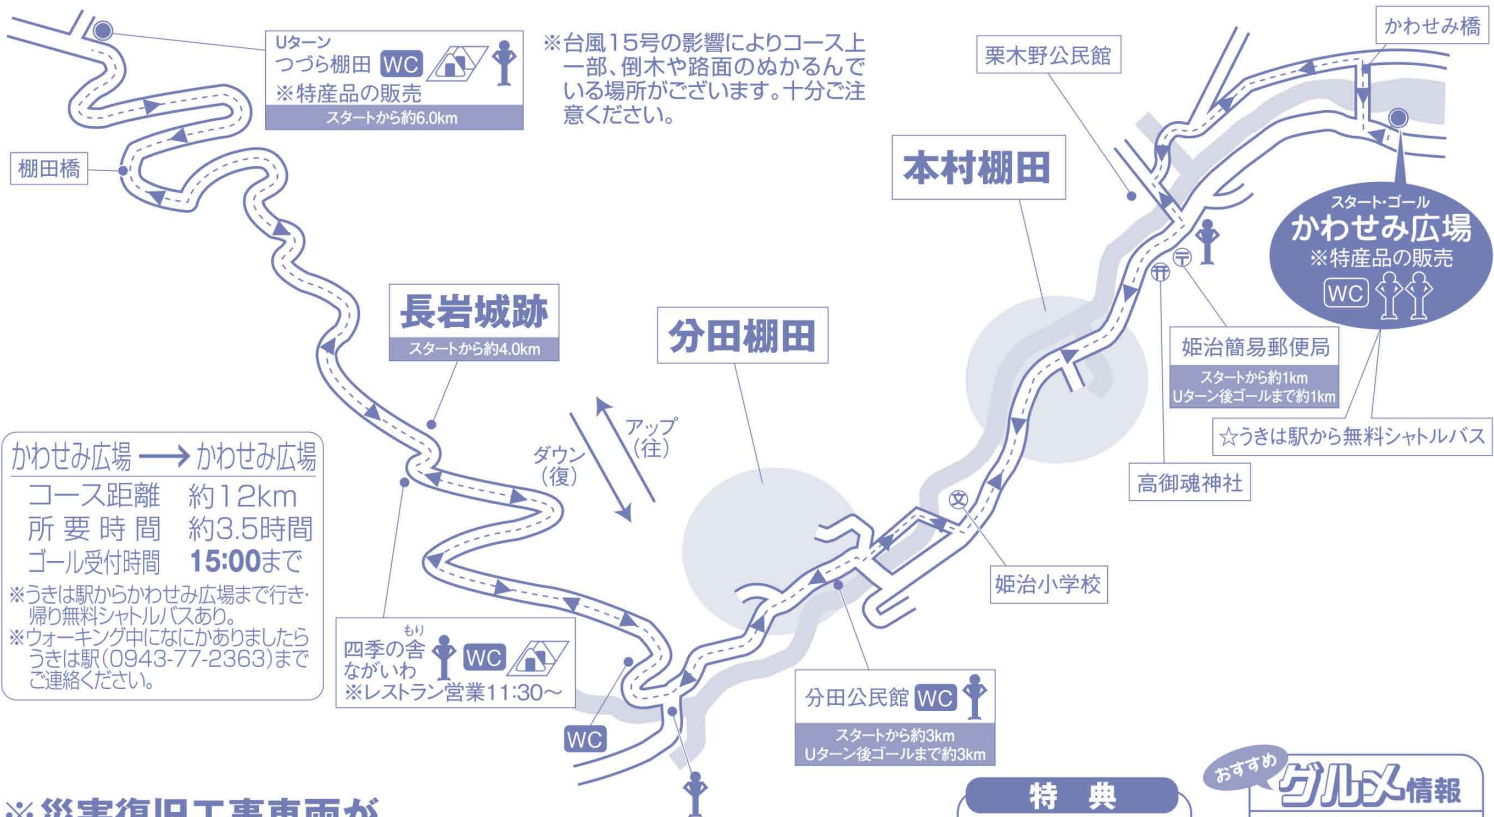 Uターン
つづら棚田 WC
※特産品の販売
スタートから約6.0km
※台風15号の影響によりコース上
一部、倒木や路面のぬかるんで
いる場所がございます。十分ご注
意ください。
栗木野公民館
かわせみ橋
棚田橋
本村棚田
スタート・ゴール
かわせみ広場
※特産品の販売
WC
〒
長岩城跡
スタートから約4.0km
分田棚田
姫治簡易郵便局
スタートから約1km
Uターン後ゴールまで約1km
☆うきは駅から無料シャトルバス
高御魂神社
アップ
(往)
ダウン
(復)
文
姫治小学校
かわせみ広場→かわせみ広場
コース距離 約12km
所要時間 約3.5時間
ゴール受付時間 15:00まで
※うきは駅からかわせみ広場まで行き・
帰り無料シャトルバスあり。
※ウォーキング中になにかありましたら
うきは駅(0943-77-2363)まで
ご連絡ください。
もり
四季の舎
ながいわ WC
※レストラン営業11:30〜
WC
分田公民館 WC
スタートから約3km
Uターン後ゴールまで約3km
※災害復旧工事車両が
特典
おすすめ
グルメ情報